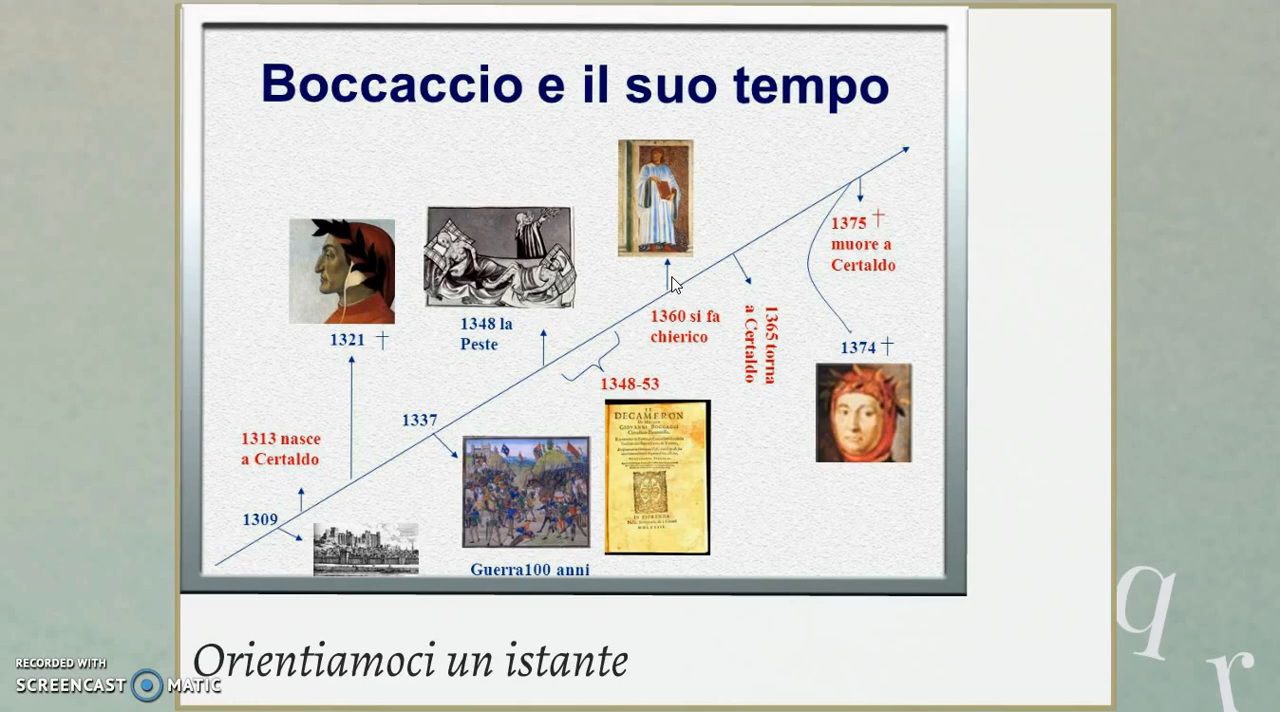 Boccaccio e il suo tempo
1375 †
muore a
Certaldo
1348 la
Peste
1321 †
1360 si fa
chierico
1365 torna
a Certaldo
1374 †
1348-53
1337
1313 nasce
a Certaldo
1309
DECAMERON
Guerra100 anni
Orientiamoci un istante
RECORDED WITH
SCREENCAST MATIC
q
r